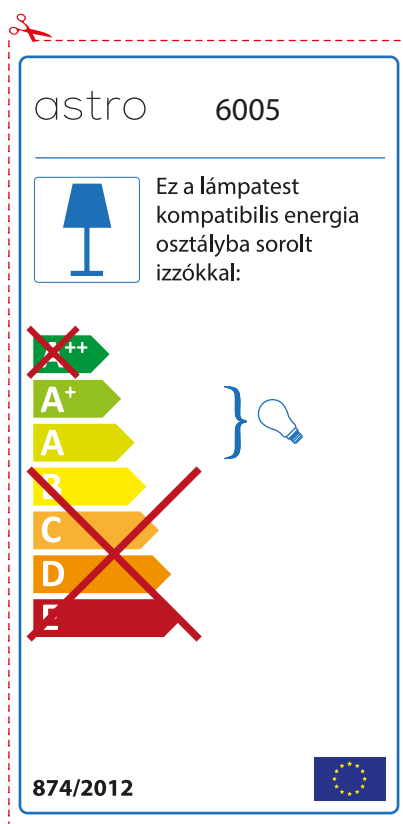 astro 6005
Ez a lámpatest
kompatibilis energia
osztályba sorolt
izzókkal:
A++
A+
A
B
C
D
E
874/2012